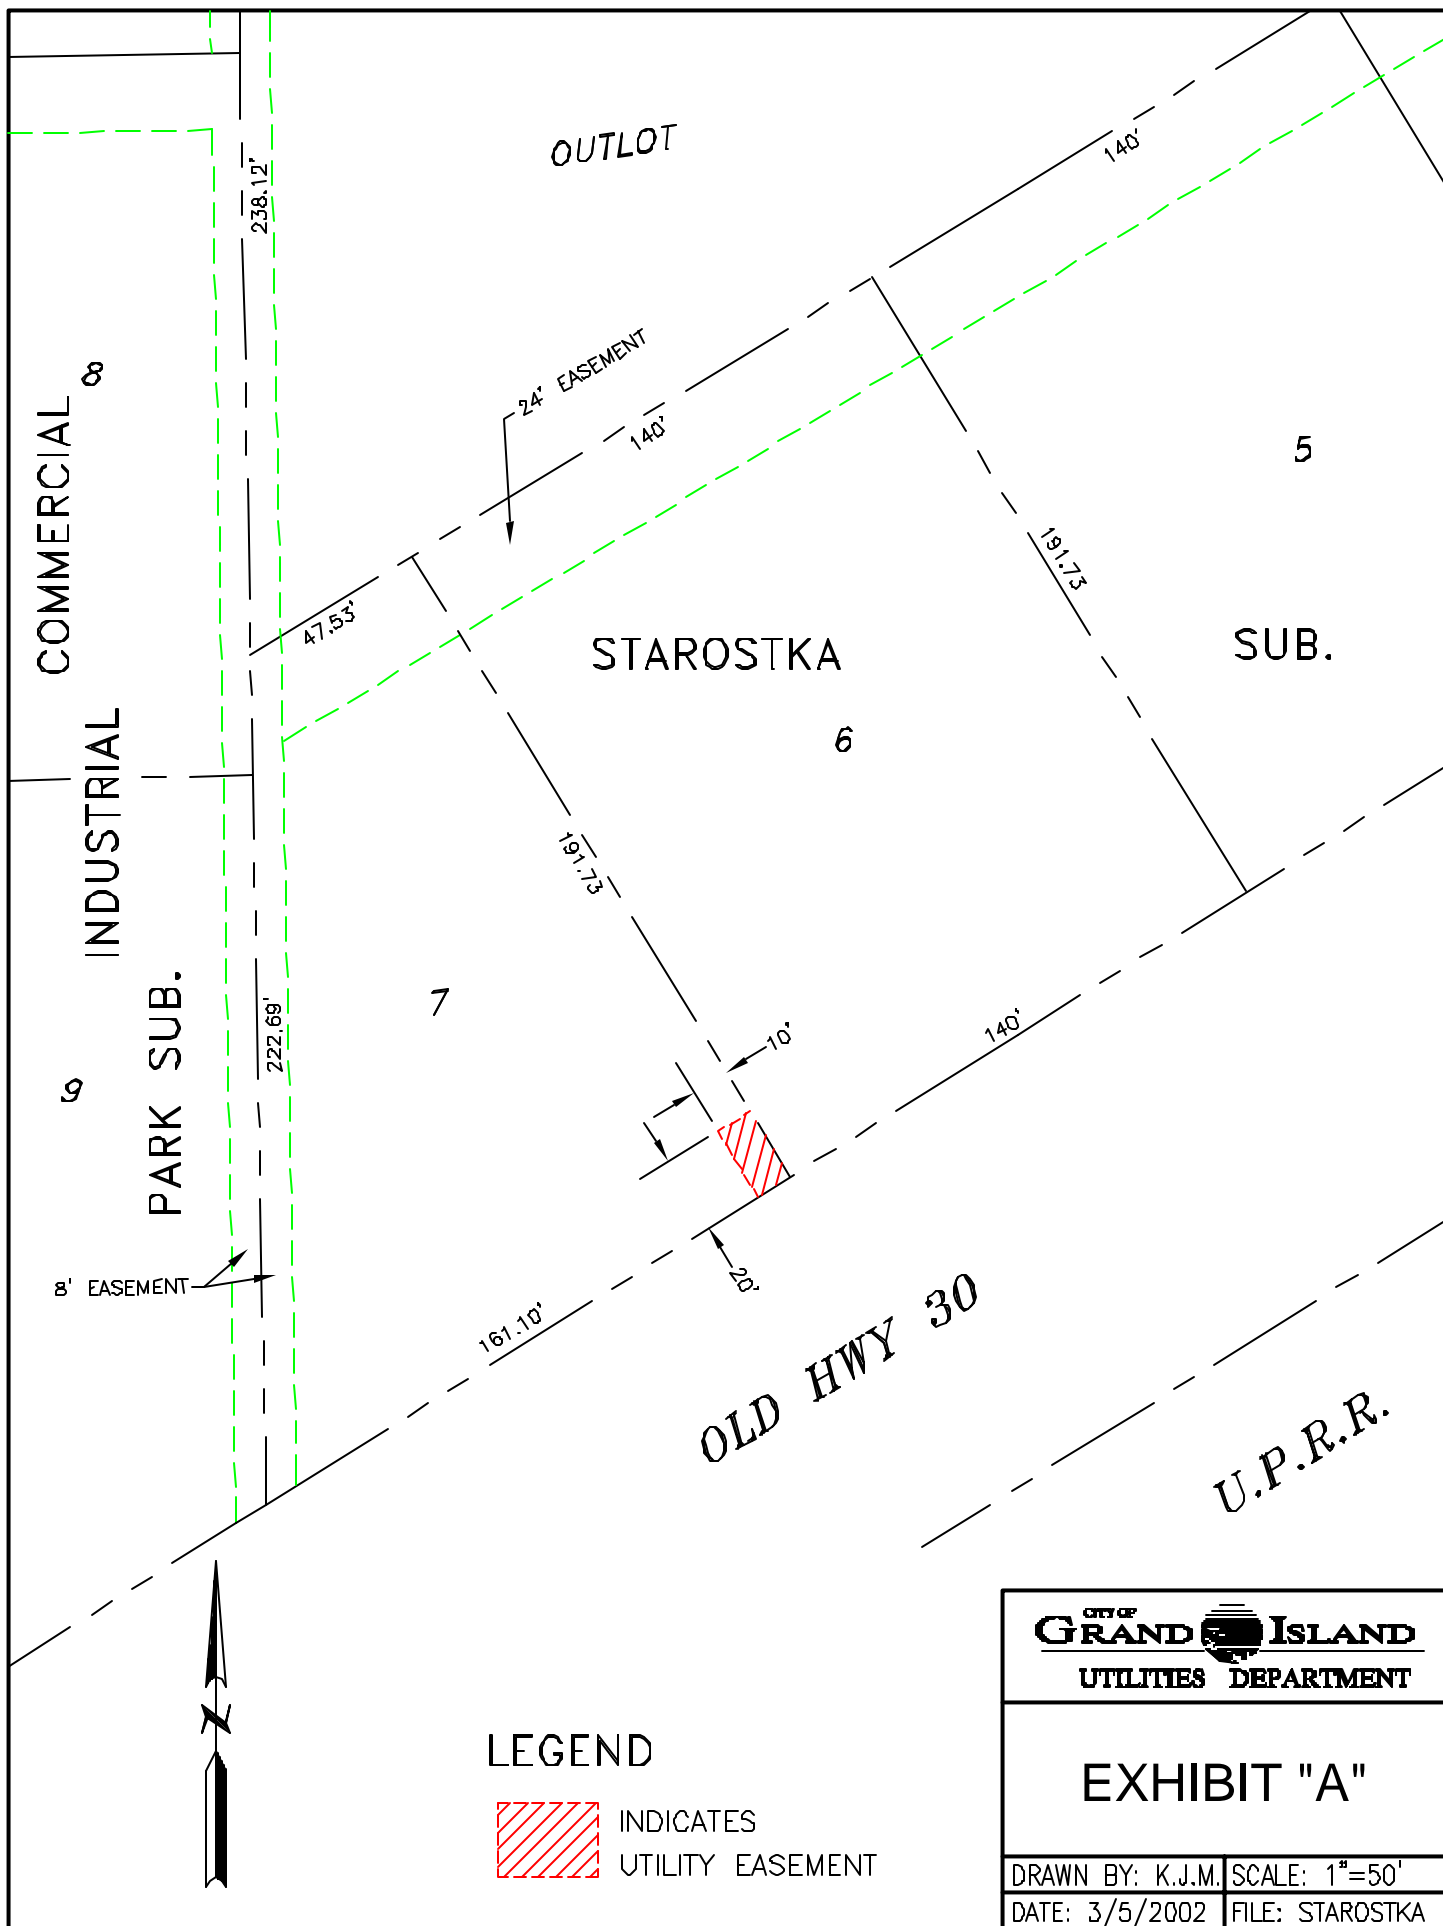 OUTLOT
140'
238.12"
24' EASEMENT
140'
8
5
COMMERCIAL
191.73
47.53'
STAROSTKA
SUB.
6
INDUSTRIAL
191.73
7
PARK SUB.
222.69'
10'
140'
9
20'
8' EASEMENT
161.10'
OLD HWY 30
U.P.R.R.
N
CITY OF
GRAND ISLAND
UTILITIES DEPARTMENT
LEGEND
INDICATES
UTILITY EASEMENT
EXHIBIT "A"
DRAWN BY: K.J.M. SCALE: 1"=50'
DATE: 3/5/2002 FILE: STAROSTKA